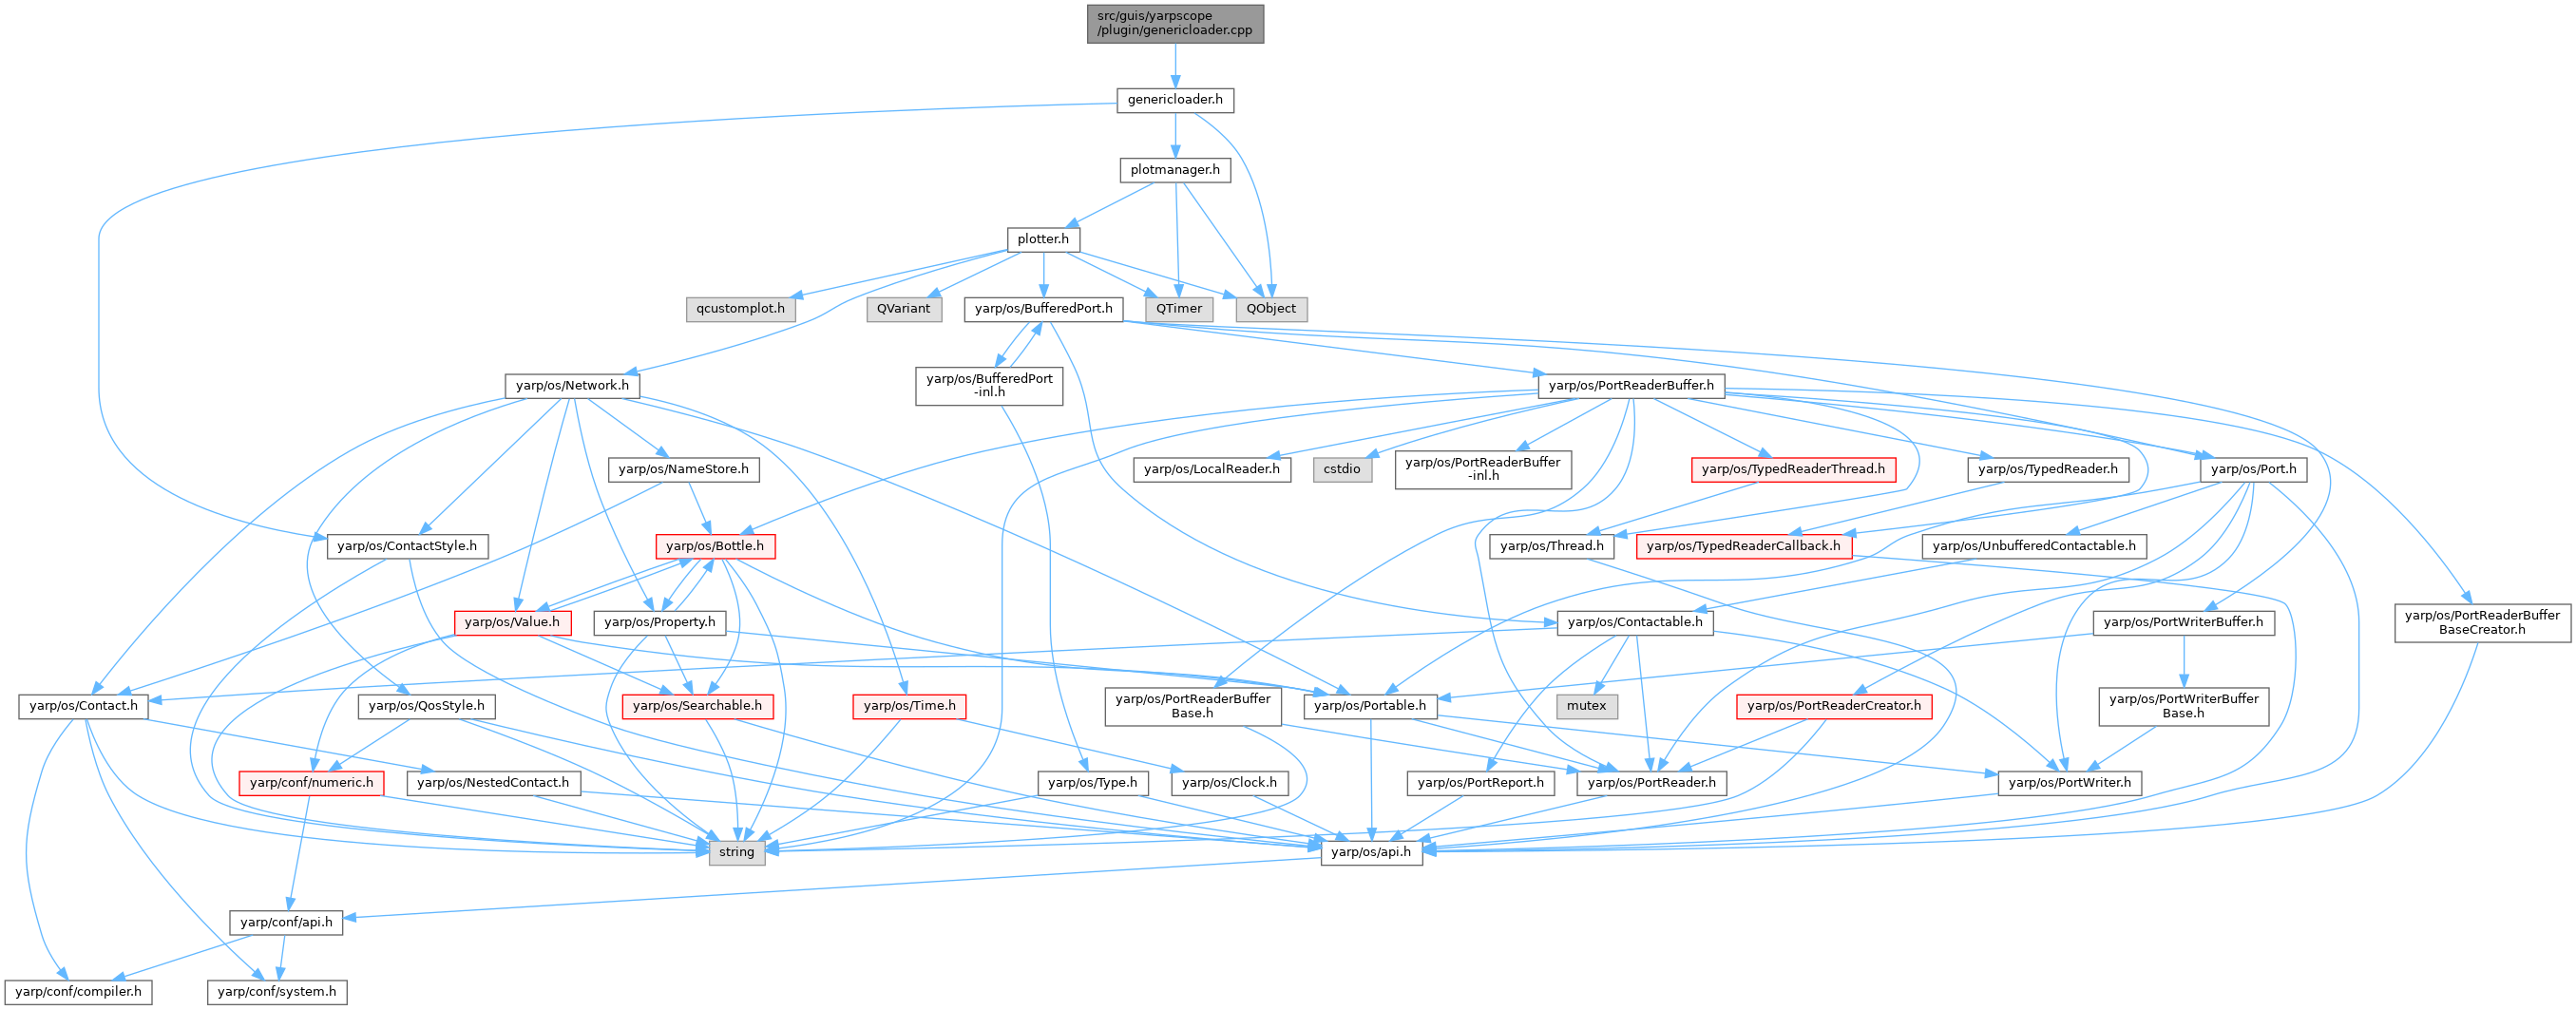 src/guis/yarpscope
/plugin/genericloader.cpp
genericloader.h
plotmanager.h
plotter.h
qcustomplot.h
QVariant
yarp/os/BufferedPort.h
QTimer
QObject
yarp/os/Network.h
yarp/os/BufferedPort
-inl.h
yarp/os/PortReaderBuffer.h
yarp/os/NameStore.h
yarp/os/LocalReader.h
cstdio
yarp/os/PortReaderBuffer
-inl.h
yarp/os/TypedReaderThread.h
yarp/os/TypedReader.h
yarp/os/Port.h
yarp/os/ContactStyle.h
yarp/os/Bottle.h
yarp/os/Thread.h
yarp/os/TypedReaderCallback.h
yarp/os/UnbufferedContactable.h
yarp/os/Value.h
yarp/os/Property.h
yarp/os/Contactable.h
yarp/os/PortWriterBuffer.h
yarp/os/PortReaderBuffer
BaseCreator.h
yarp/os/Contact.h
yarp/os/QosStyle.h
yarp/os/Searchable.h
yarp/os/Time.h
yarp/os/PortReaderBuffer
Base.h
yarp/os/Portable.h
mutex
yarp/os/PortReaderCreator.h
yarp/os/PortWriterBuffer
Base.h
yarp/conf/numeric.h
yarp/os/NestedContact.h
yarp/os/Type.h
yarp/os/Clock.h
yarp/os/PortReport.h
yarp/os/PortReader.h
yarp/os/PortWriter.h
string
yarp/os/api.h
yarp/conf/api.h
yarp/conf/compiler.h
yarp/conf/system.h